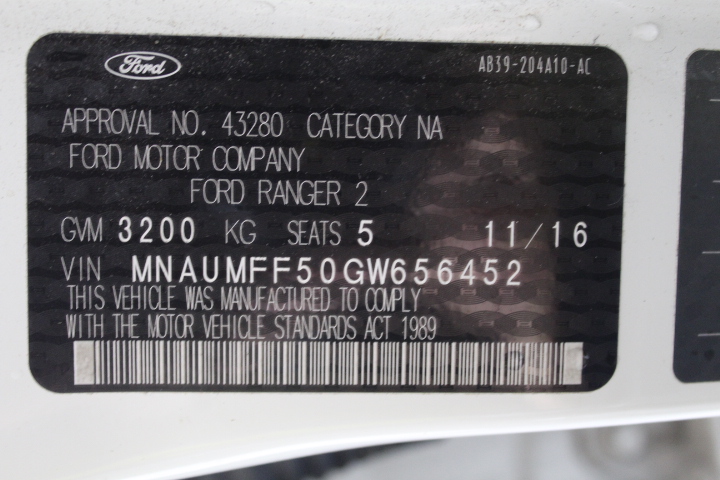 Ford
AB39-204A10-AC
APPROVAL NO. 43280 CATEGORY NA
FORD MOTOR COMPANY
FORD RANGER 2
GVM 3200 KG SEATS 5 11/16
VIN MNAUMFF50GW656452
THIS VEHICLE WAS MANUFACTURED TO COMPLY
WITH THE MOTOR VEHICLE STANDARDS ACT 1989